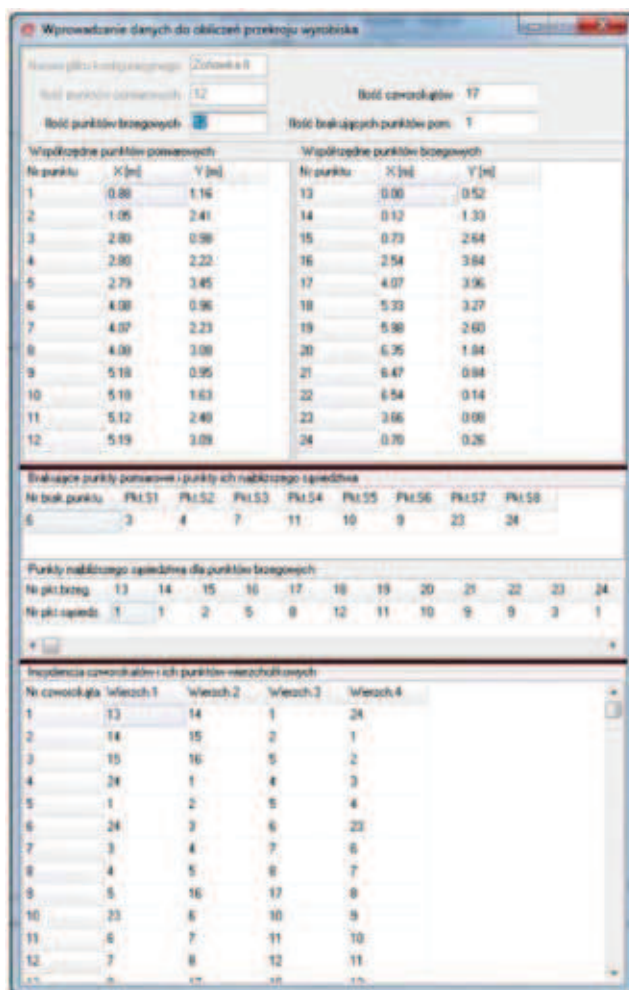 Wprowadzanie danych do obliczeń przekroju wyrobiska
Nazwa pliku konfiguracyjnego Zofiówka II
Ilość punktów pomiarowych 12 Ilość czworokątów 17
Ilość punktów brzegowych 12 Ilość brakujących punktów pom. 1
Współrzędne punktów pomiarowych Współrzędne punktów brzegowych
Nr punktu X [m] Y [m] Nr punktu X [m] Y [m]
1 0.88 1.16 13 0.00 0.52
2 1.05 2.41 14 0.12 1.33
3 2.80 0.98 15 0.73 2.64
4 2.80 2.22 16 2.54 3.84
5 2.79 3.45 17 4.07 3.96
6 4.08 0.96 18 5.33 3.27
7 4.07 2.23 19 5.98 2.60
8 4.08 3.08 20 6.35 1.84
9 5.18 0.95 21 6.47 0.84
10 5.18 1.63 22 6.54 0.14
11 5.12 2.48 23 3.66 0.08
12 5.19 3.09 24 0.70 0.26
Brakujące punkty pomiarowe i punkty ich najbliższego sąsiedztwa
Nr brak. punktu Pkt.S1 Pkt.S2 Pkt.S3 Pkt.S4 Pkt.S5 Pkt.S6 Pkt.S7 Pkt.S8
6 3 4 7 11 10 9 23 24
Punkty najbliższego sąsiedztwa dla punktów brzegowych
Nr pkt.brzeg. 13 14 15 16 17 18 19 20 21 22 23 24
Nr pkt.sąsiedz. 1 1 2 5 8 12 11 10 9 9 3 1
Incydencja czworokątów i ich punktów wierzchołkowych
Nr czworokąta Wierzch.1 Wierzch.2 Wierzch.3 Wierzch.4
1 13 14 1 24
2 14 15 2 1
3 15 16 5 2
4 24 1 4 3
5 1 2 5 4
6 24 3 6 23
7 3 4 7 6
8 4 5 8 7
9 5 16 17 8
10 23 6 10 9
11 6 7 11 10
12 7 8 12 11